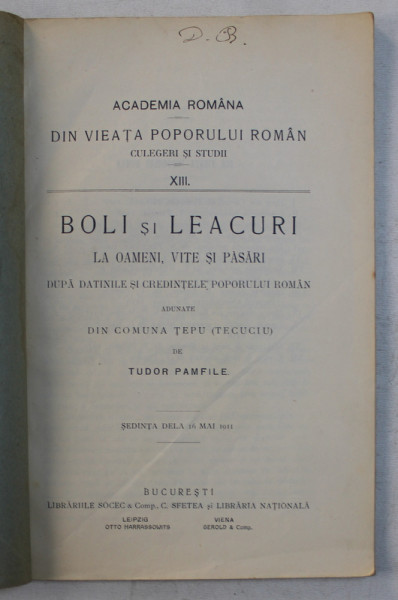 D. B.
ACADEMIA ROMÂNA
DIN VIEAȚA POPORULUI ROMÂN
CULEGERI ȘI STUDII
XIII.
BOLI ȘI LEACURI
LA OAMENI, VITE ȘI PĂSĂRI
DUPĂ DATINILE ȘI CREDINȚELE POPORULUI ROMÂN
ADUNATE
DIN COMUNA ȚEPU (TECUCIU)
DE
TUDOR PAMFILE.
ȘEDINȚA DELA 16 MAI 1911
BUCUREȘTI
LIBRĂRIILE SOCEC & Comp., C. SFETEA și LIBRĂRIA NAȚIONALĂ
LEIPZIG VIENA
OTTO HARRASSOWITS GEROLD & Comp.